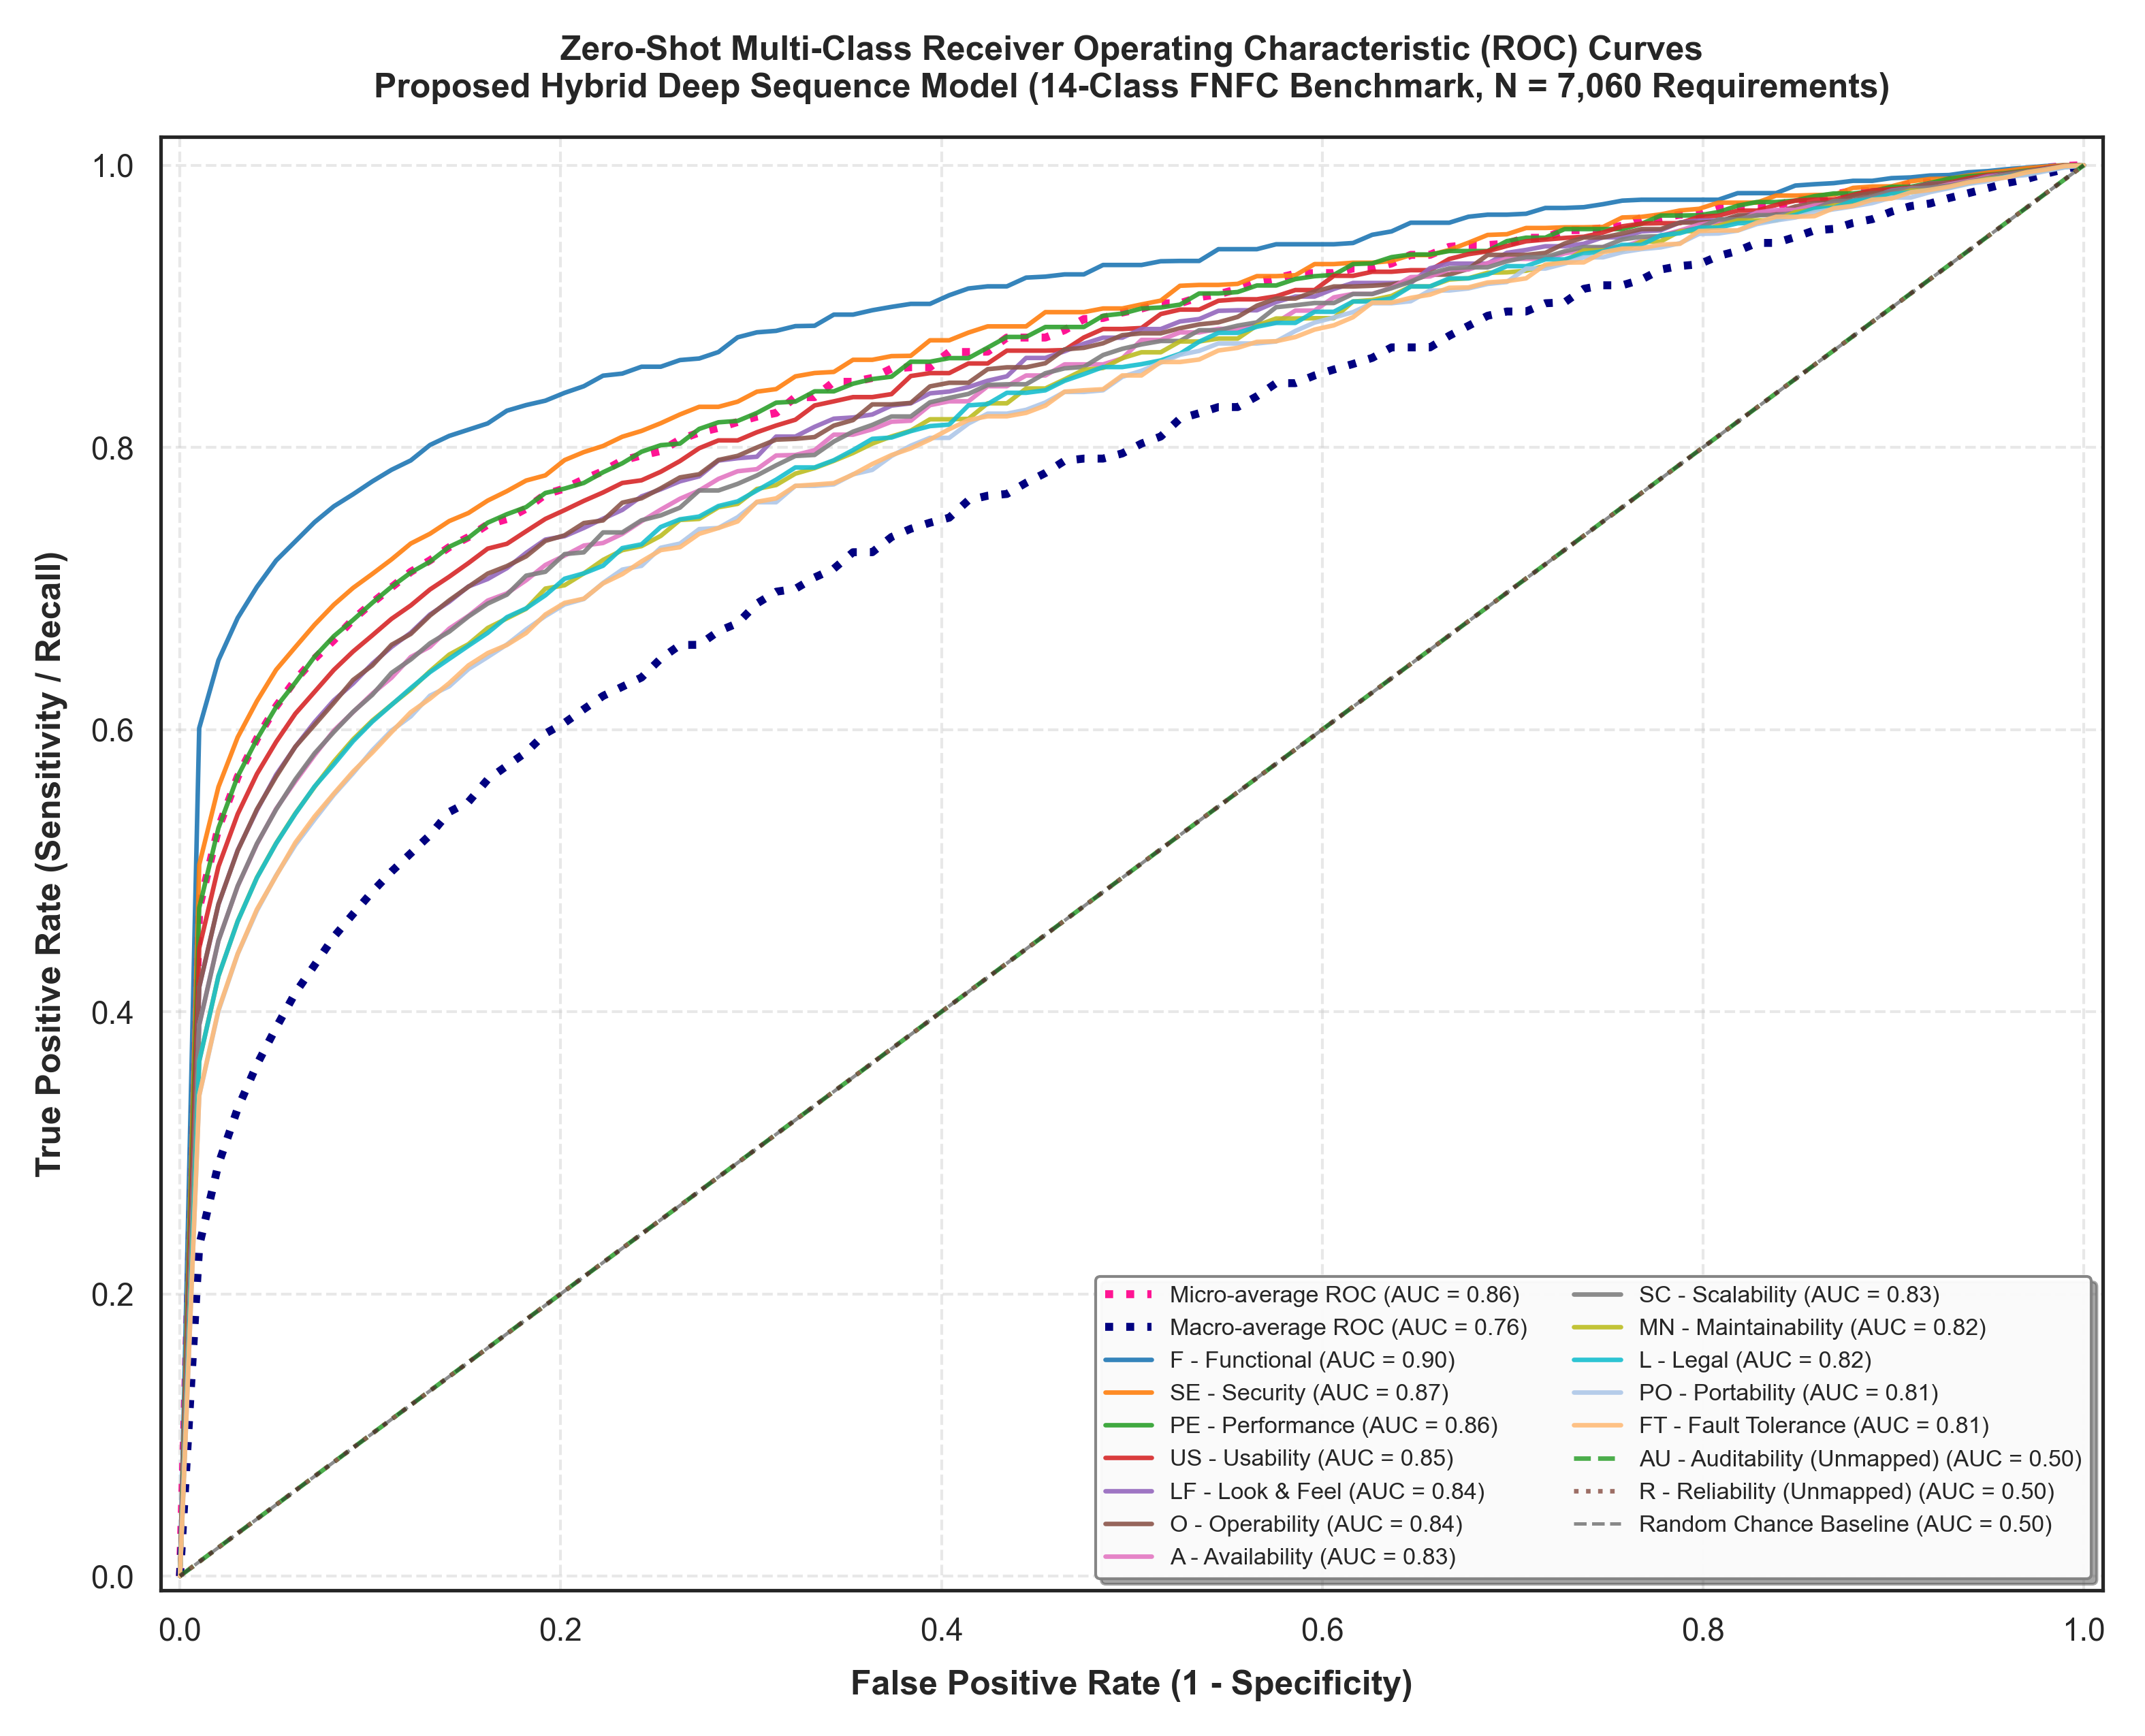 Zero-Shot Multi-Class Receiver Operating Characteristic (ROC) Curves
Proposed Hybrid Deep Sequence Model (14-Class FNFC Benchmark, N = 7,060 Requirements)
True Positive Rate (Sensitivity / Recall)
1.0
0.8
0.6
0.4
0.2
0.0
Micro-average ROC (AUC = 0.86)
Macro-average ROC (AUC = 0.76)
F - Functional (AUC = 0.90)
SE - Security (AUC = 0.87)
PE - Performance (AUC = 0.86)
US - Usability (AUC = 0.85)
LF - Look & Feel (AUC = 0.84)
O - Operability (AUC = 0.84)
A - Availability (AUC = 0.83)
SC - Scalability (AUC = 0.83)
MN - Maintainability (AUC = 0.82)
L - Legal (AUC = 0.82)
PO - Portability (AUC = 0.81)
FT - Fault Tolerance (AUC = 0.81)
AU - Auditability (Unmapped) (AUC = 0.50)
R - Reliability (Unmapped) (AUC = 0.50)
Random Chance Baseline (AUC = 0.50)
0.0 0.2 0.4 0.6 0.8 1.0
False Positive Rate (1 - Specificity)